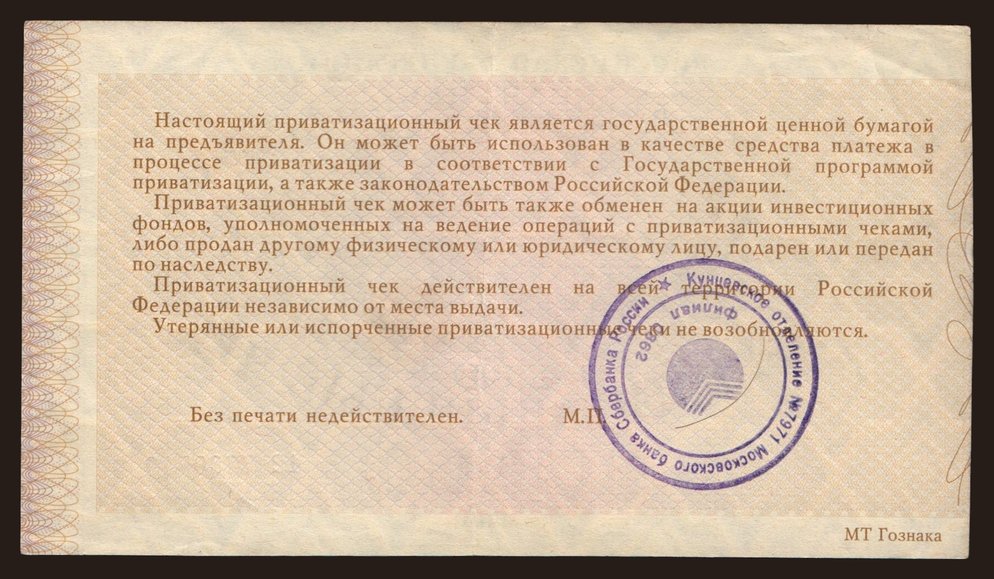 Настоящий приватизационный чек является государственной ценной бумагой
на предъявителя. Он может быть использован в качестве средства платежа в
процессе приватизации в соответствии с Государственной программой
приватизации, а также законодательством Российской Федерации.
Приватизационный чек может быть также обменен на акции инвестиционных
фондов, уполномоченных на ведение операций с приватизационными чеками,
либо продан другому физическому или юридическому лицу, подарен или передан
по наследству.
Приватизационный чек действителен на всей территории Российской
Федерации независимо от места выдачи.
Утерянные или испорченные приватизационные чеки не возобновляются.
Без печати недействителен.
М.П.
Кунцевское отделение №7971 Московского банка Сбербанка России
филиал 0862
МТ Гознака